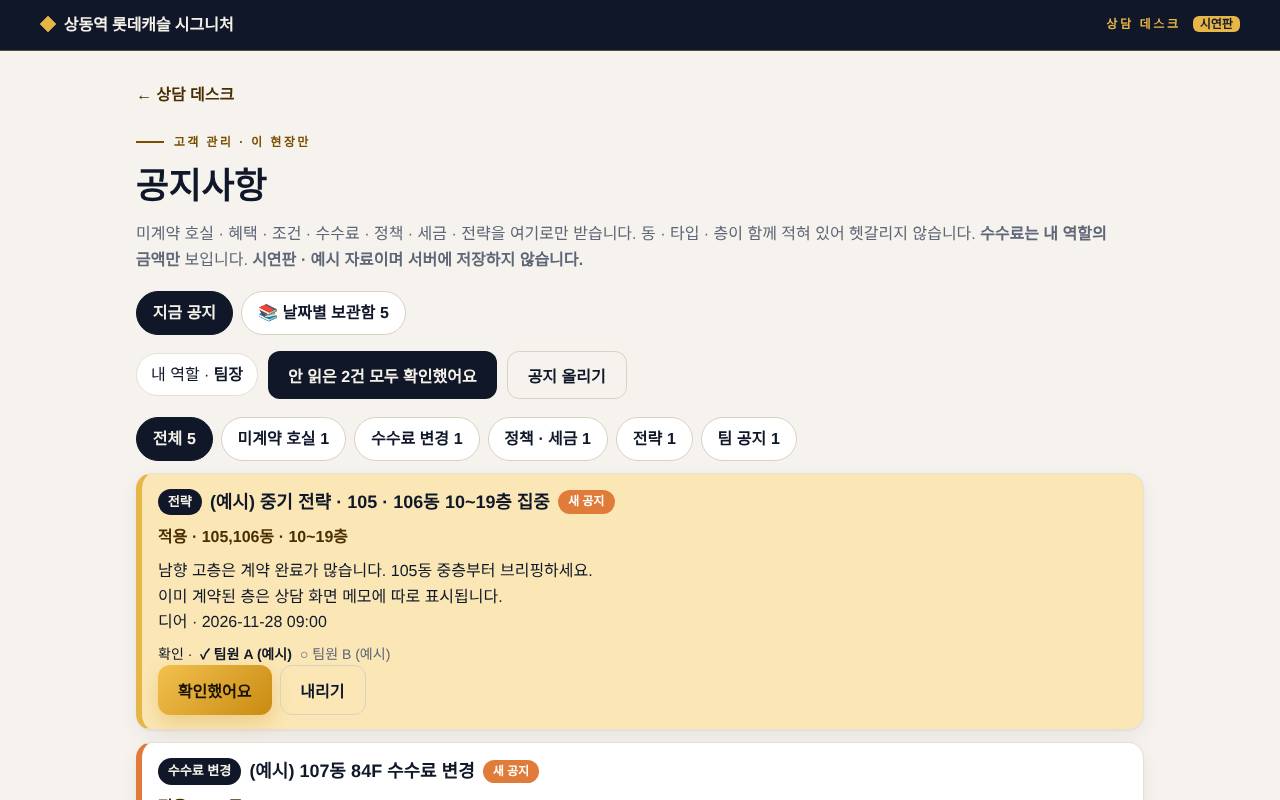 상동역 롯데캐슬 시그니처
상담 데스크 시연판
← 상담 데스크
고객 관리 · 이 현장만
공지사항
미계약 호실 · 혜택 · 조건 · 수수료 · 정책 · 세금 · 전략을 여기로만 받습니다. 동 · 타입 · 층이 함께 적혀 있어 헷갈리지 않습니다. 수수료는 내 역할의
금액만 보입니다. 시연판 · 예시 자료이며 서버에 저장하지 않습니다.
지금 공지 📚 날짜별 보관함 5
내 역할 · 팀장 안 읽은 2건 모두 확인했어요 공지 올리기
전체 5 미계약 호실 1 수수료 변경 1 정책 · 세금 1 전략 1 팀 공지 1
전략 (예시) 중기 전략 · 105 · 106동 10~19층 집중 새 공지
적용 · 105,106동 · 10~19층
남향 고층은 계약 완료가 많습니다. 105동 중층부터 브리핑하세요.
이미 계약된 층은 상담 화면 메모에 따로 표시됩니다.
디어 · 2026-11-28 09:00
확인 · ✓ 팀원 A (예시) ○ 팀원 B (예시)
확인했어요 내리기
수수료 변경 (예시) 107동 84F 수수료 변경 새 공지